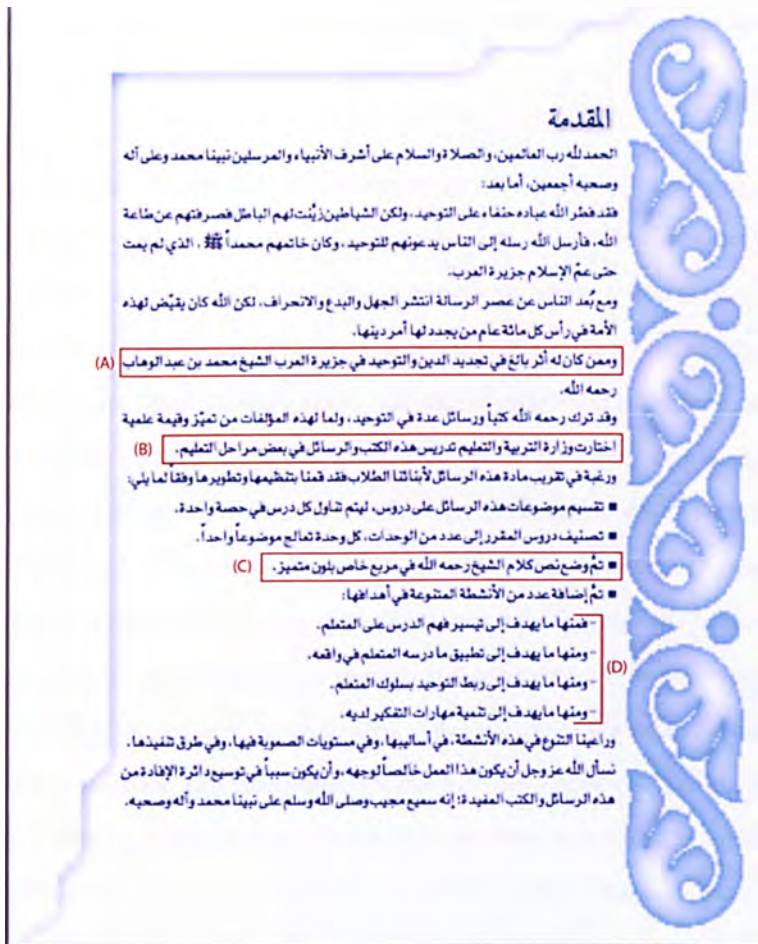 المقدمة
الحمد لله رب العالمين، والصلاة والسلام على أشرف الأنبياء والمرسلين نبينا محمد وعلى آله
وصحبه أجمعين، أما بعد:
فقد فطر الله عباده حنفاء على التوحيد، ولكن الشياطين زيَّنت لهم الباطل فصرفتهم عن طاعة
الله، فأرسل الله رسله إلى الناس يدعونهم للتوحيد، وكان خاتمهم محمداً ﷺ، الذي لم يمت
حتى عمّ الإسلام جزيرة العرب.
ومع بُعد الناس عن عصر الرسالة انتشر الجهل والبدع والانحراف، لكن الله كان يقيّض لهذه
الأمة في رأس كل مائة عام من يجدد لها أمر دينها.
(A) وممن كان له أثر بالغ في تجديد الدين والتوحيد في جزيرة العرب الشيخ محمد بن عبد الوهاب
رحمه الله.
وقد ترك رحمه الله كتباً ورسائل عدة في التوحيد، ولما لهذه المؤلفات من تميّز وقيمة علمية
(B) اختارت وزارة التربية والتعليم تدريس هذه الكتب والرسائل في بعض مراحل التعليم.
ورغبة في تقريب مادة هذه الرسائل لأبنائنا الطلاب فقد قمنا بتنظيمها وتطويرها وفقاً لما يلي:
■ تقسيم موضوعات هذه الرسائل على دروس، ليتم تناول كل درس في حصة واحدة.
■ تصنيف دروس المقرر إلى عدد من الوحدات، كل وحدة تعالج موضوعاً واحداً.
(C) ■ تمَّ وضع نص كلام الشيخ رحمه الله في مربع خاص بلون متميز.
■ تمَّ إضافة عدد من الأنشطة المتنوعة في أهدافها:
(D) - فمنها ما يهدف إلى تيسير فهم الدرس على المتعلم.
- ومنها ما يهدف إلى تطبيق ما درسه المتعلم في واقعه.
- ومنها ما يهدف إلى ربط التوحيد بسلوك المتعلم.
- ومنها ما يهدف إلى تنمية مهارات التفكير لديه.
وراعينا التنوع في هذه الأنشطة، في أساليبها، وفي مستويات الصعوبة فيها، وفي طرق تنفيذها.
نسأل الله عز وجل أن يكون هذا العمل خالصاً لوجهه، وأن يكون سبباً في توسيع دائرة الإفادة من
هذه الرسائل والكتب المفيدة؛ إنه سميع مجيب وصلى الله وسلم على نبينا محمد وآله وصحبه.